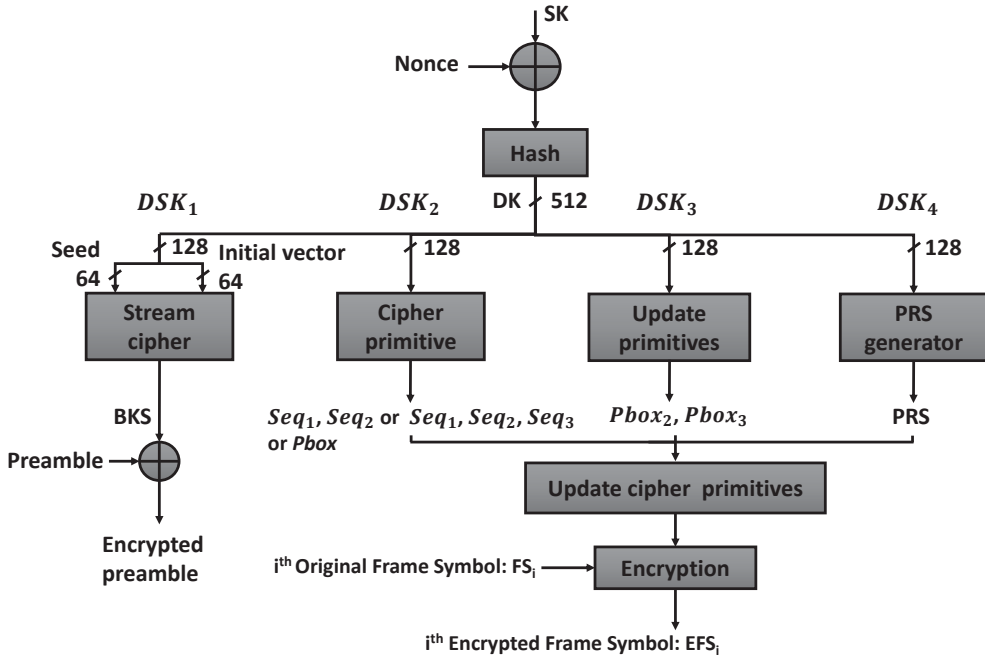 SK
Nonce
Hash
DK 512
DSK₁ DSK₂ DSK₃ DSK₄
Seed 128 Initial vector 128 128 128
64 64
Stream cipher
Cipher primitive
Update primitives
PRS generator
BKS
Seq₁, Seq₂ or
or Pbox
Seq₁, Seq₂, Seq₃
Pbox₂, Pbox₃
PRS
Preamble
Update cipher primitives
Encrypted
preamble
iᵗʰ Original Frame Symbol: FSᵢ
Encryption
iᵗʰ Encrypted Frame Symbol: EFSᵢ